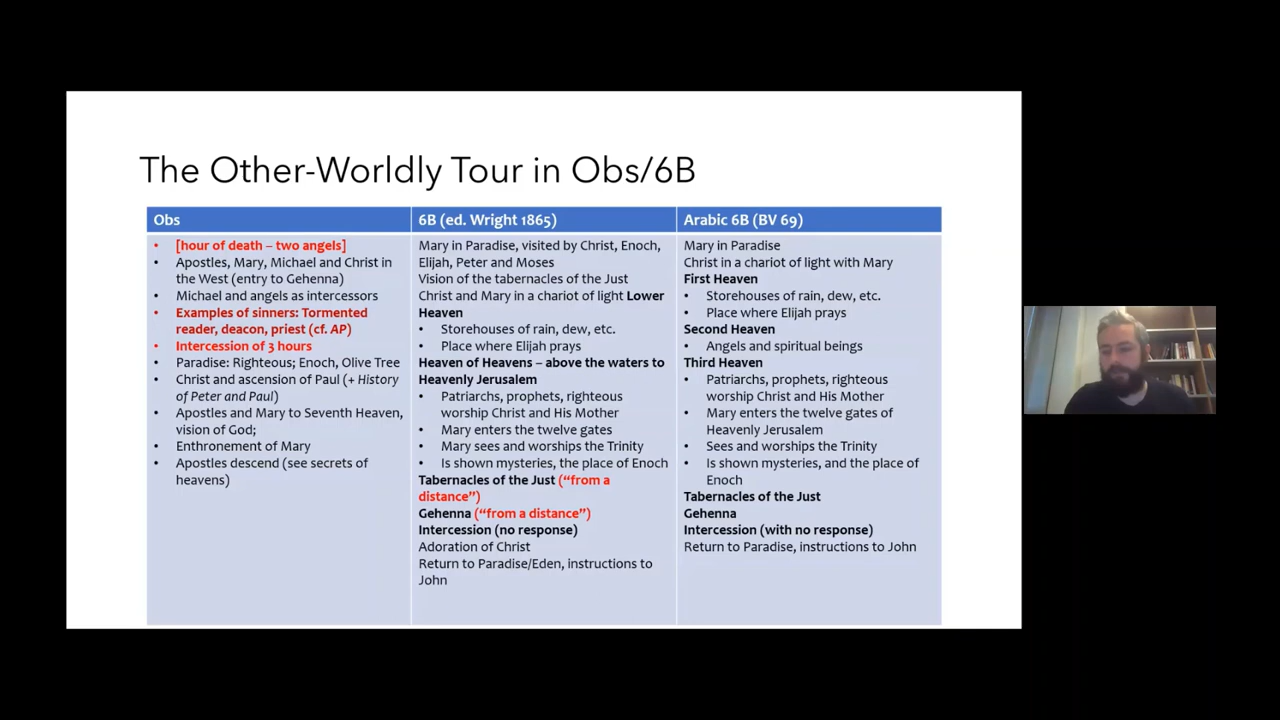 The Other-Worldly Tour in Obs/6B
Obs
• [hour of death – two angels]
• Apostles, Mary, Michael and Christ in
the West (entry to Gehenna)
• Michael and angels as intercessors
• Examples of sinners: Tormented
reader, deacon, priest (cf. AP)
• Intercession of 3 hours
• Paradise: Righteous; Enoch, Olive Tree
• Christ and ascension of Paul (+ History
of Peter and Paul)
• Apostles and Mary to Seventh Heaven,
vision of God;
• Enthronement of Mary
• Apostles descend (see secrets of
heavens)
6B (ed. Wright 1865)
Mary in Paradise, visited by Christ, Enoch,
Elijah, Peter and Moses
Vision of the tabernacles of the Just
Christ and Mary in a chariot of light Lower
Heaven
• Storehouses of rain, dew, etc.
• Place where Elijah prays
Heaven of Heavens – above the waters to
Heavenly Jerusalem
• Patriarchs, prophets, righteous
worship Christ and His Mother
• Mary enters the twelve gates
• Mary sees and worships the Trinity
• Is shown mysteries, the place of Enoch
Tabernacles of the Just (“from a
distance”)
Gehenna (“from a distance”)
Intercession (no response)
Adoration of Christ
Return to Paradise/Eden, instructions to
John
Arabic 6B (BV 69)
Mary in Paradise
Christ in a chariot of light with Mary
First Heaven
• Storehouses of rain, dew, etc.
• Place where Elijah prays
Second Heaven
• Angels and spiritual beings
Third Heaven
• Patriarchs, prophets, righteous
worship Christ and His Mother
• Mary enters the twelve gates of
Heavenly Jerusalem
• Sees and worships the Trinity
• Is shown mysteries, and the place of
Enoch
Tabernacles of the Just
Gehenna
Intercession (with no response)
Return to Paradise, instructions to John